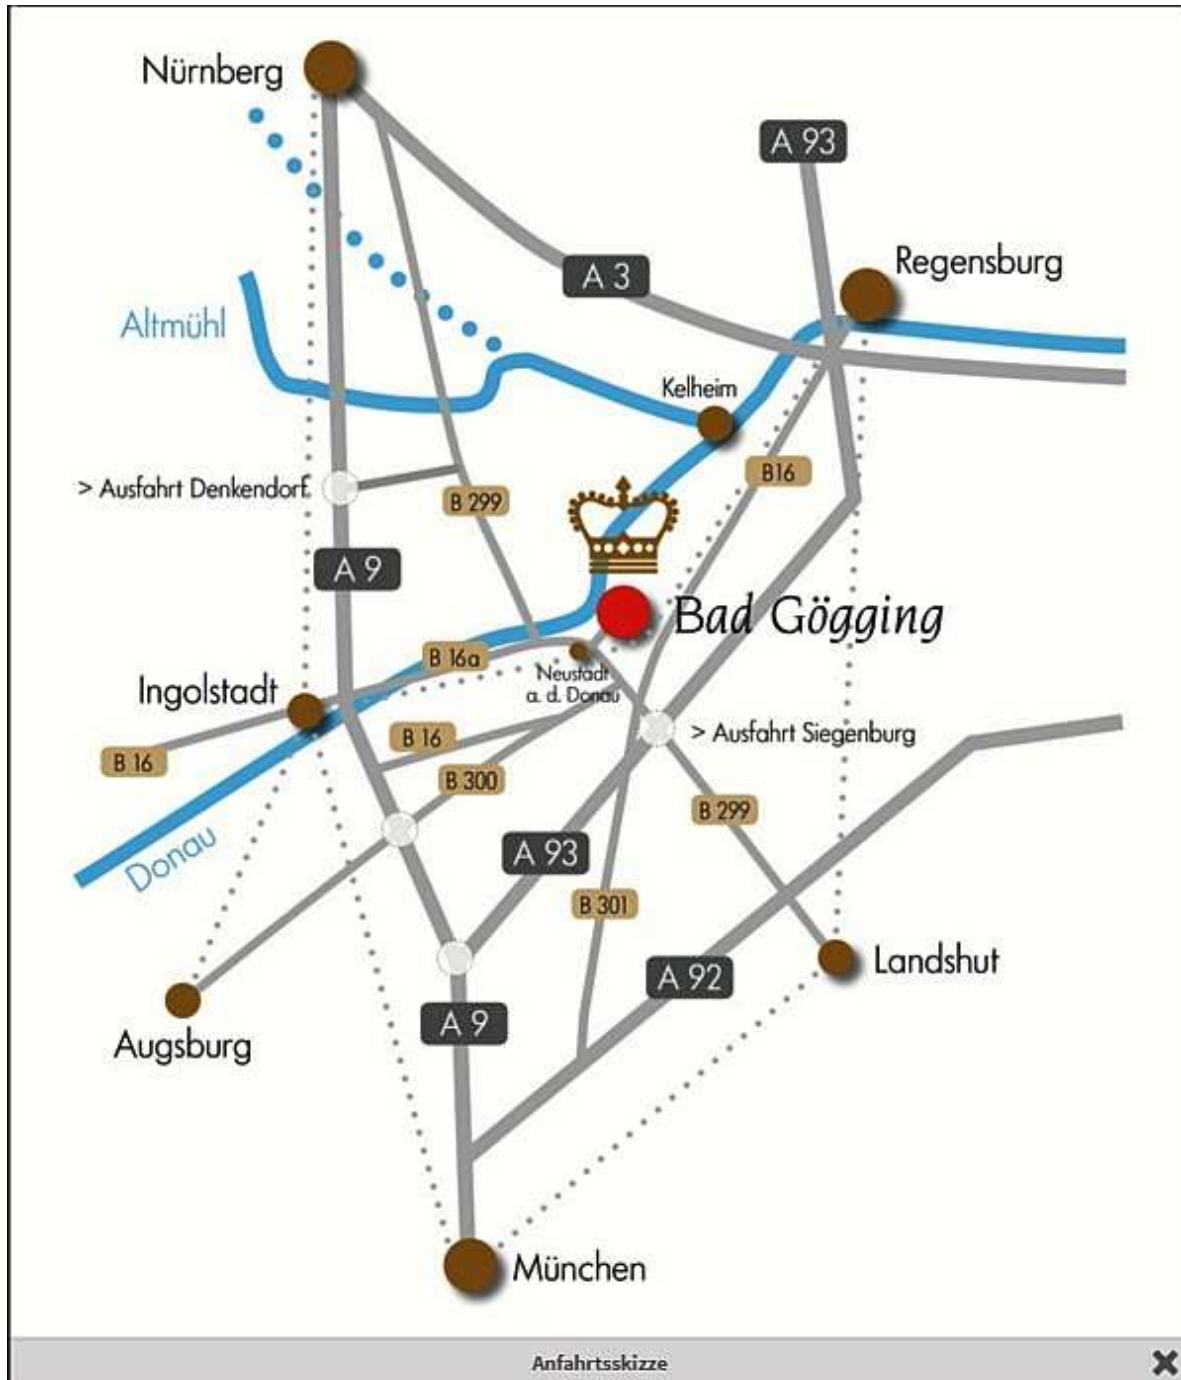 Nürnberg
A 93
Regensburg
A 3
Altmühl
Kelheim
B16
> Ausfahrt Denkendorf
B 299
A 9
Bad Gögging
B 16a
Neustadt
a. d. Donau
Ingolstadt
> Ausfahrt Siegenburg
B 16
B 16
B 300
B 299
Donau
A 93
B 301
Landshut
A 92
A 9
Augsburg
München
Anfahrtsskizze